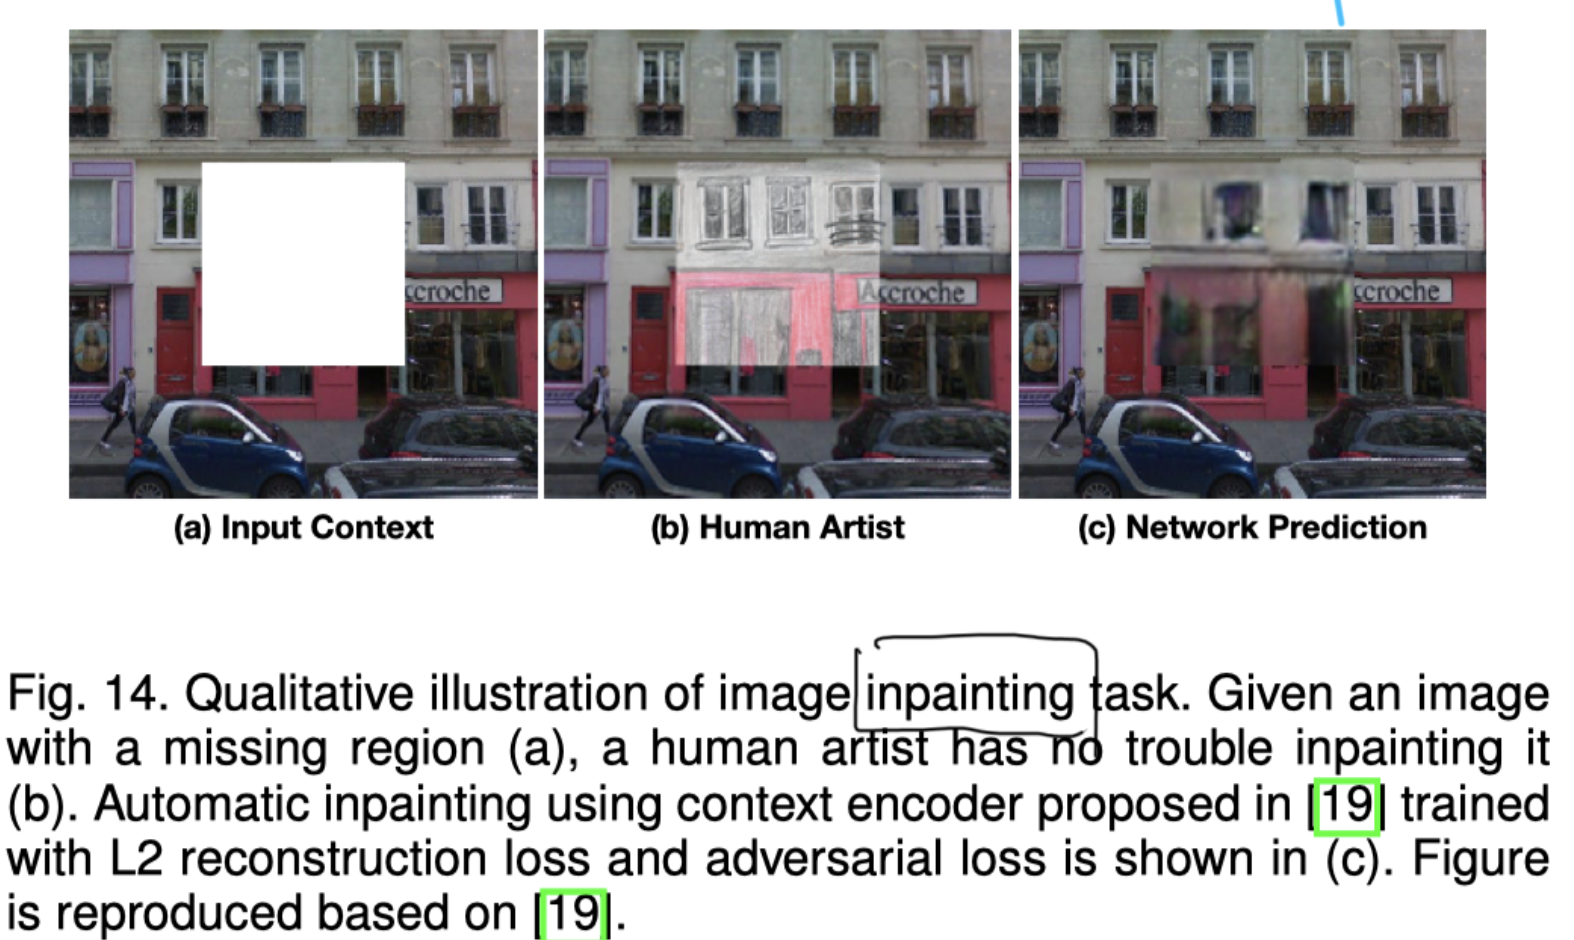 ccroche
Accroche
ccroche
(a) Input Context
(b) Human Artist
(c) Network Prediction
Fig. 14. Qualitative illustration of image inpainting task. Given an image
with a missing region (a), a human artist has no trouble inpainting it
(b). Automatic inpainting using context encoder proposed in [19] trained
with L2 reconstruction loss and adversarial loss is shown in (c). Figure
is reproduced based on [19].